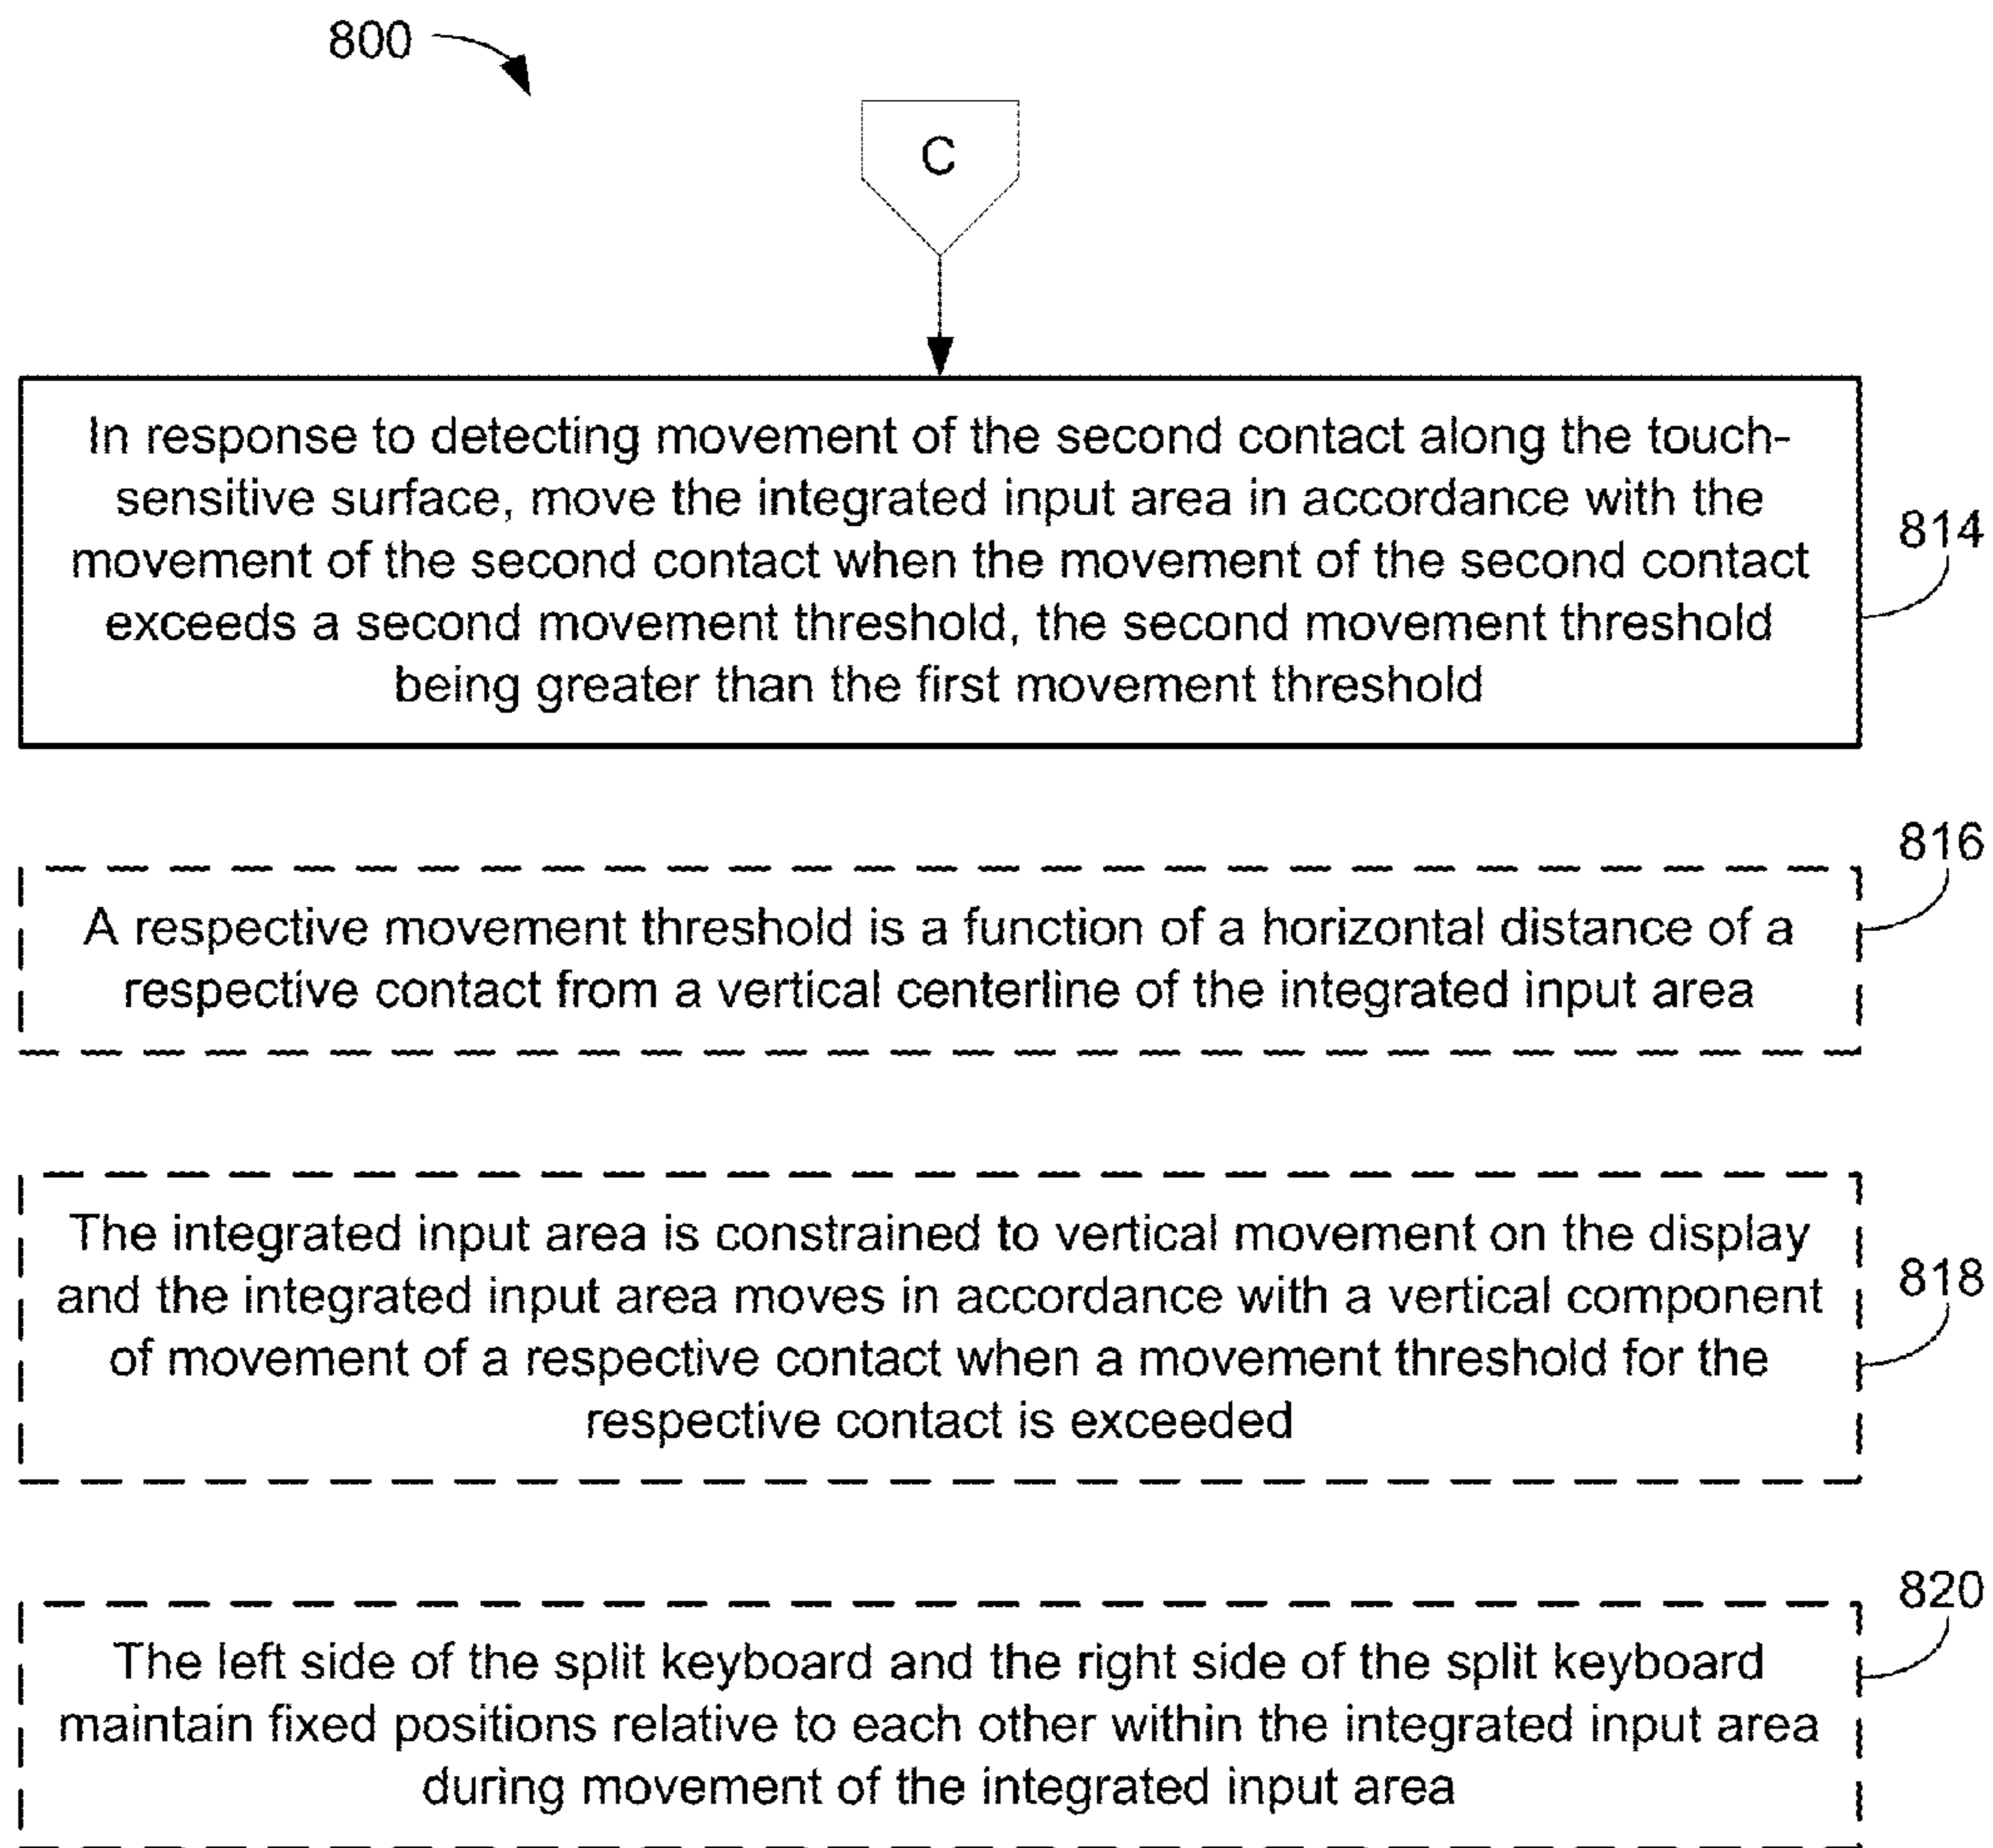 800
C
In response to detecting movement of the second contact along the touch-
sensitive surface, move the integrated input area in accordance with the
movement of the second contact when the movement of the second contact
exceeds a second movement threshold, the second movement threshold
being greater than the first movement threshold
814
816
A respective movement threshold is a function of a horizontal distance of a
respective contact from a vertical centerline of the integrated input area
The integrated input area is constrained to vertical movement on the display
and the integrated input area moves in accordance with a vertical component
of movement of a respective contact when a movement threshold for the
respective contact is exceeded
818
820
The left side of the split keyboard and the right side of the split keyboard
maintain fixed positions relative to each other within the integrated input area
during movement of the integrated input area